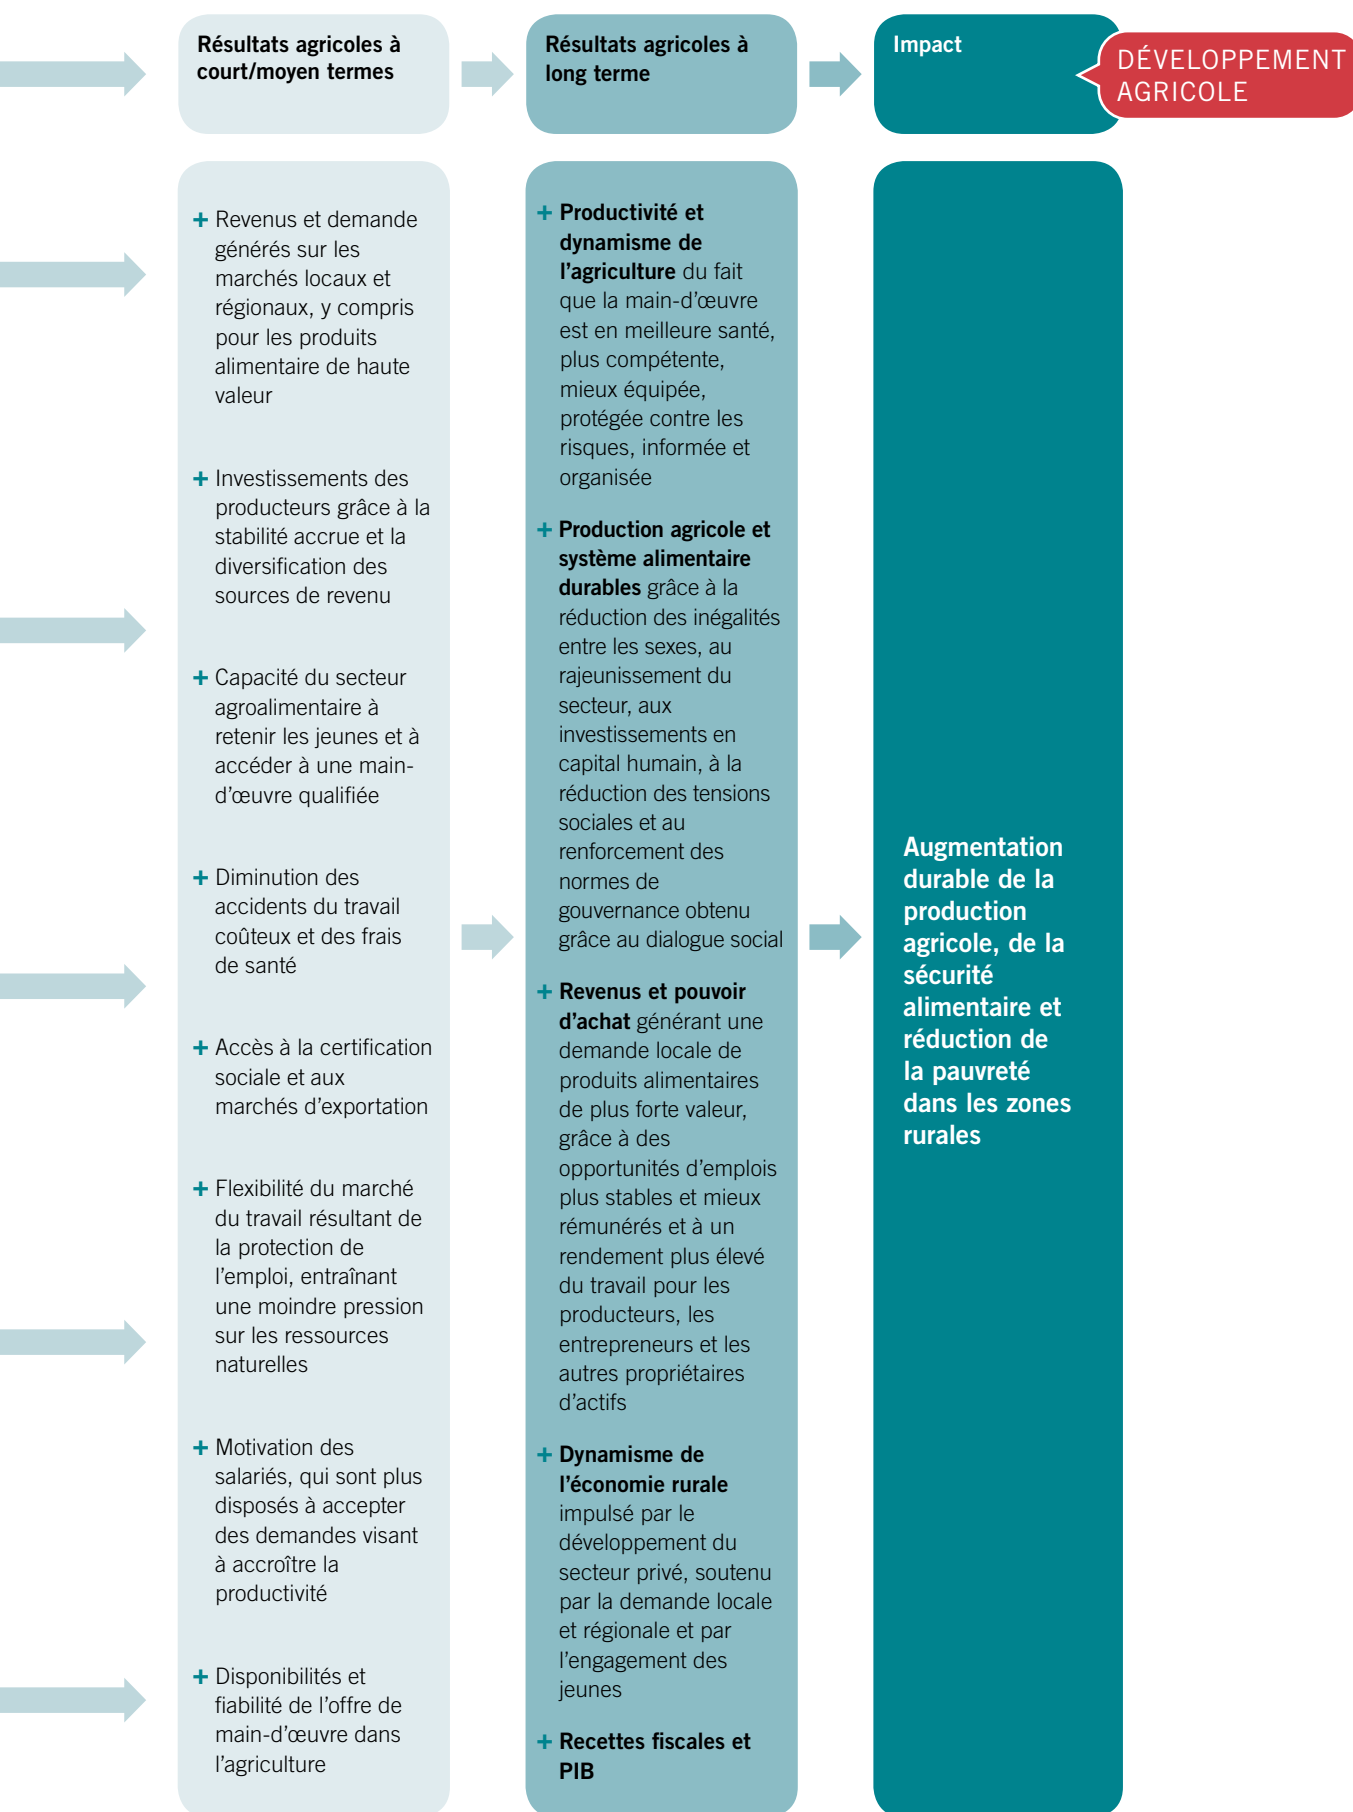 Résultats agricoles à
court/moyen termes
Résultats agricoles à
long terme
Impact
DÉVELOPPEMENT
AGRICOLE
+ Revenus et demande
générés sur les
marchés locaux et
régionaux, y compris
pour les produits
alimentaire de haute
valeur
+ Investissements des
producteurs grâce à la
stabilité accrue et la
diversification des
sources de revenu
+ Capacité du secteur
agroalimentaire à
retenir les jeunes et à
accéder à une main-
d’œuvre qualifiée
+ Diminution des
accidents du travail
coûteux et des frais
de santé
+ Accès à la certification
sociale et aux
marchés d’exportation
+ Flexibilité du marché
du travail résultant de
la protection de
l’emploi, entraînant
une moindre pression
sur les ressources
naturelles
+ Motivation des
salariés, qui sont plus
disposés à accepter
des demandes visant
à accroître la
productivité
+ Disponibilités et
fiabilité de l’offre de
main-d’œuvre dans
l’agriculture
+ Productivité et
dynamisme de
l’agriculture du fait
que la main-d’œuvre
est en meilleure santé,
plus compétente,
mieux équipée,
protégée contre les
risques, informée et
organisée
+ Production agricole et
système alimentaire
durables grâce à la
réduction des inégalités
entre les sexes, au
rajeunissement du
secteur, aux
investissements en
capital humain, à la
réduction des tensions
sociales et au
renforcement des
normes de
gouvernance obtenu
grâce au dialogue social
+ Revenus et pouvoir
d’achat générant une
demande locale de
produits alimentaires
de plus forte valeur,
grâce à des
opportunités d’emplois
plus stables et mieux
rémunérés et à un
rendement plus élevé
du travail pour les
producteurs, les
entrepreneurs et les
autres propriétaires
d’actifs
+ Dynamisme de
l’économie rurale
impulsé par le
développement du
secteur privé, soutenu
par la demande locale
et régionale et par
l’engagement des
jeunes
+ Recettes fiscales et
PIB
Augmentation
durable de la
production
agricole, de la
sécurité
alimentaire et
réduction de
la pauvreté
dans les zones
rurales